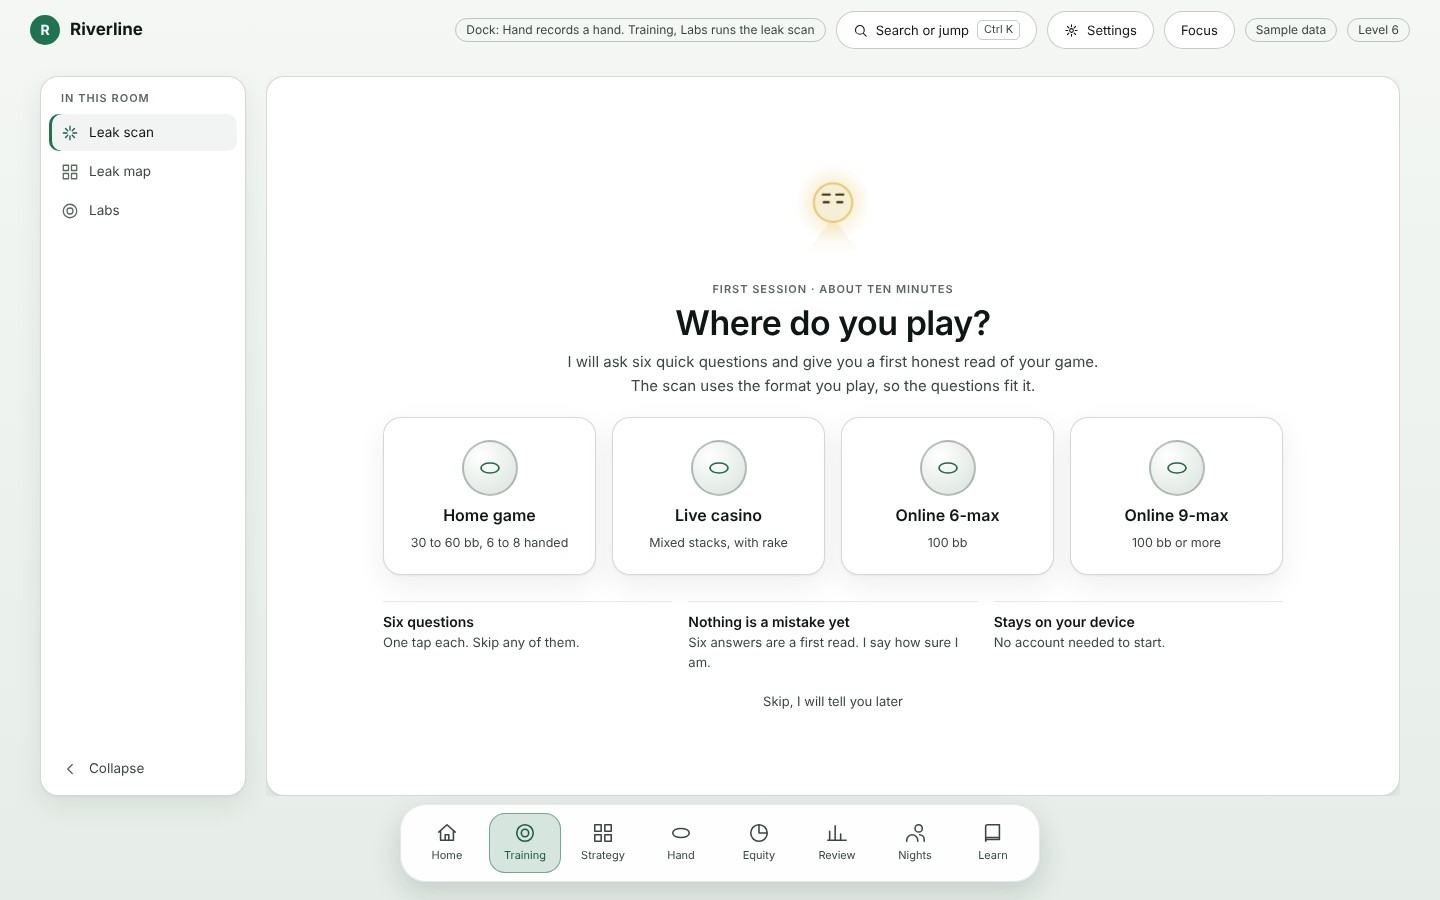 R
Riverline
Dock: Hand records a hand. Training, Labs runs the leak scan
Search or jump
Ctrl K
Settings
Focus
Sample data
Level 6
IN THIS ROOM
Leak scan
Leak map
Labs
Collapse
FIRST SESSION · ABOUT TEN MINUTES
Where do you play?
I will ask six quick questions and give you a first honest read of your game.
The scan uses the format you play, so the questions fit it.
Home game
30 to 60 bb, 6 to 8 handed
Live casino
Mixed stacks, with rake
Online 6-max
100 bb
Online 9-max
100 bb or more
Six questions
One tap each. Skip any of them.
Nothing is a mistake yet
Six answers are a first read. I say how sure I
am.
Stays on your device
No account needed to start.
Skip, I will tell you later
Home
Training
Strategy
Hand
Equity
Review
Nights
Learn